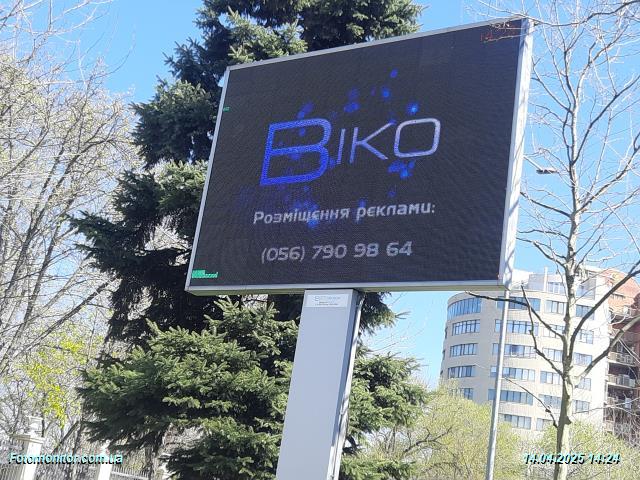 BIKO
Розміщення реклами:
(056) 790 98 64
Fotomonitor.com.ua
14.04.2025 14:24